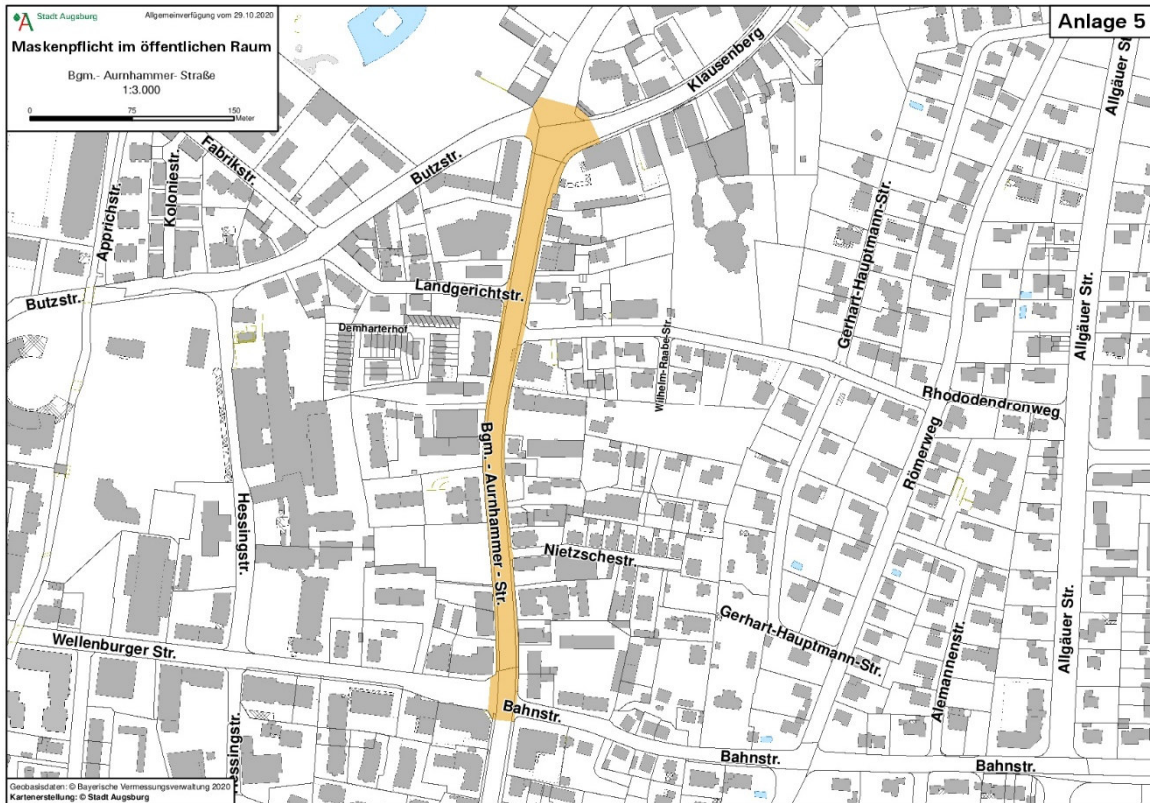 Stadt Augsburg
Allgemeinverfügung vom 29.10.2020
Maskenpflicht im öffentlichen Raum
Bgm.- Aurnhammer- Straße
1:3.000
0 75 150
Meter
Anlage 5
Klausenberg
Allgäuer Str.
Fabrikstr.
Butzstr.
Koloniestr.
Apprichstr.
Gerhart-Hauptmann-Str.
Landgerichtstr.
Butzstr.
Demharterhof
Allgäuer Str.
Wilhelm-Raabe-Str.
Rhododendronweg
Römerweg
Bgm. - Aurnhammer - Str.
Hessingstr.
Nietzschestr.
Gerhart-Hauptmann-Str.
Allgäuer Str.
Alemannenstr.
Wellenburger Str.
Bahnstr.
Hessingstr.
Bahnstr.
Bahnstr.
Geobasisdaten: © Bayerische Vermessungsverwaltung 2020
Kartenerstellung: © Stadt Augsburg